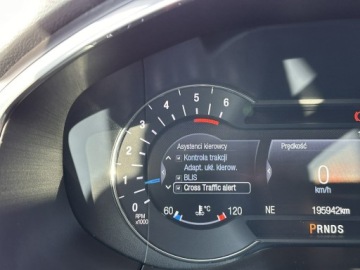 6
5
4
3
2
1
0
RPM
x1000
Asystenci kierowcy
Kontrola trakcji
Adapt. ukł. kierow.
BLIS
Cross Traffic alert
60 °C 120
Prędkość
0
km/h
NE 195942km
PRNDS